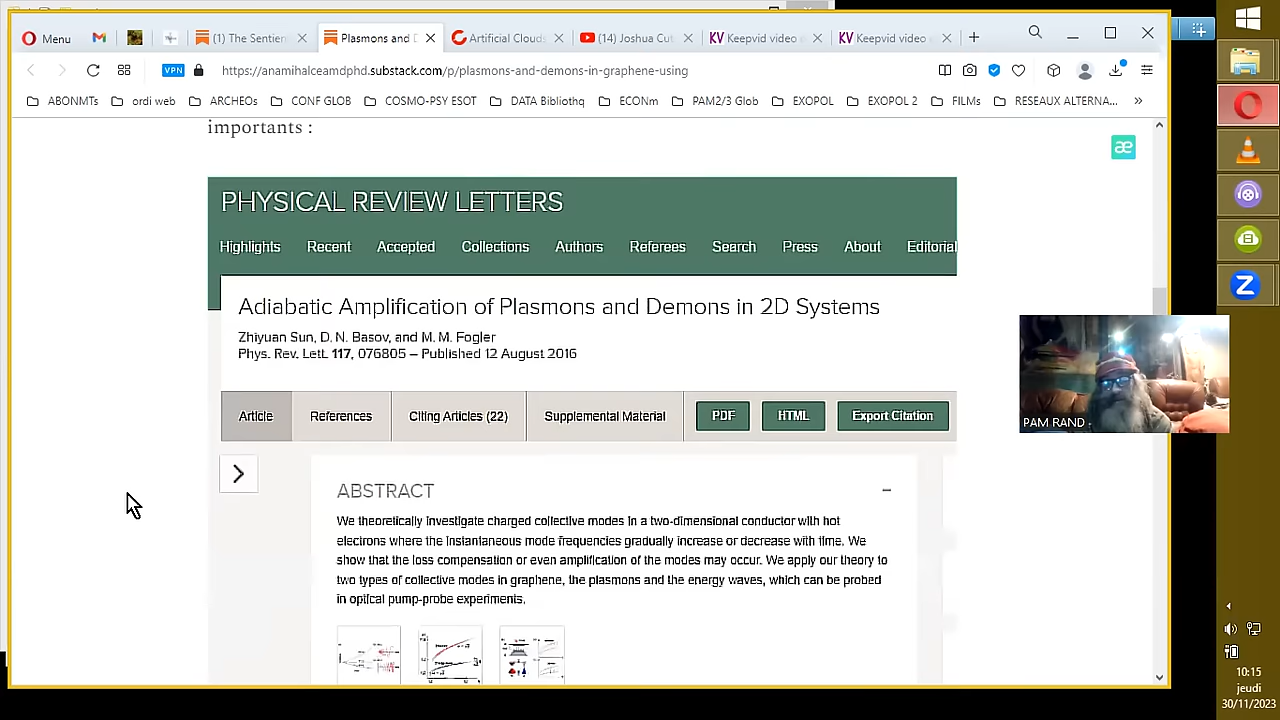 Menu
(1) The Sentien
Plasmons and D
Artificial Cloud
(14) Joshua Cut
KV Keepvid video
KV Keepvid video
VPN
https://anamihalceamdphd.substack.com/p/plasmons-and-demons-in-graphene-using
ABONMTs
ordi web
ARCHEOs
CONF GLOB
COSMO-PSY ESOT
DATA Bibliothq
ECONm
PAM2/3 Glob
EXOPOL
EXOPOL 2
FILMs
RESEAUX ALTERNA...
»
importants :
æ
PHYSICAL REVIEW LETTERS
Highlights Recent Accepted Collections Authors Referees Search Press About Editorial
Adiabatic Amplification of Plasmons and Demons in 2D Systems
Zhiyuan Sun, D. N. Basov, and M. M. Fogler
Phys. Rev. Lett. 117, 076805 – Published 12 August 2016
Article References Citing Articles (22) Supplemental Material PDF HTML Export Citation
ABSTRACT
We theoretically investigate charged collective modes in a two-dimensional conductor with hot
electrons where the instantaneous mode frequencies gradually increase or decrease with time. We
show that the loss compensation or even amplification of the modes may occur. We apply our theory to
two types of collective modes in graphene, the plasmons and the energy waves, which can be probed
in optical pump-probe experiments.
PAM RAND -
Z
10:15
jeudi
30/11/2023